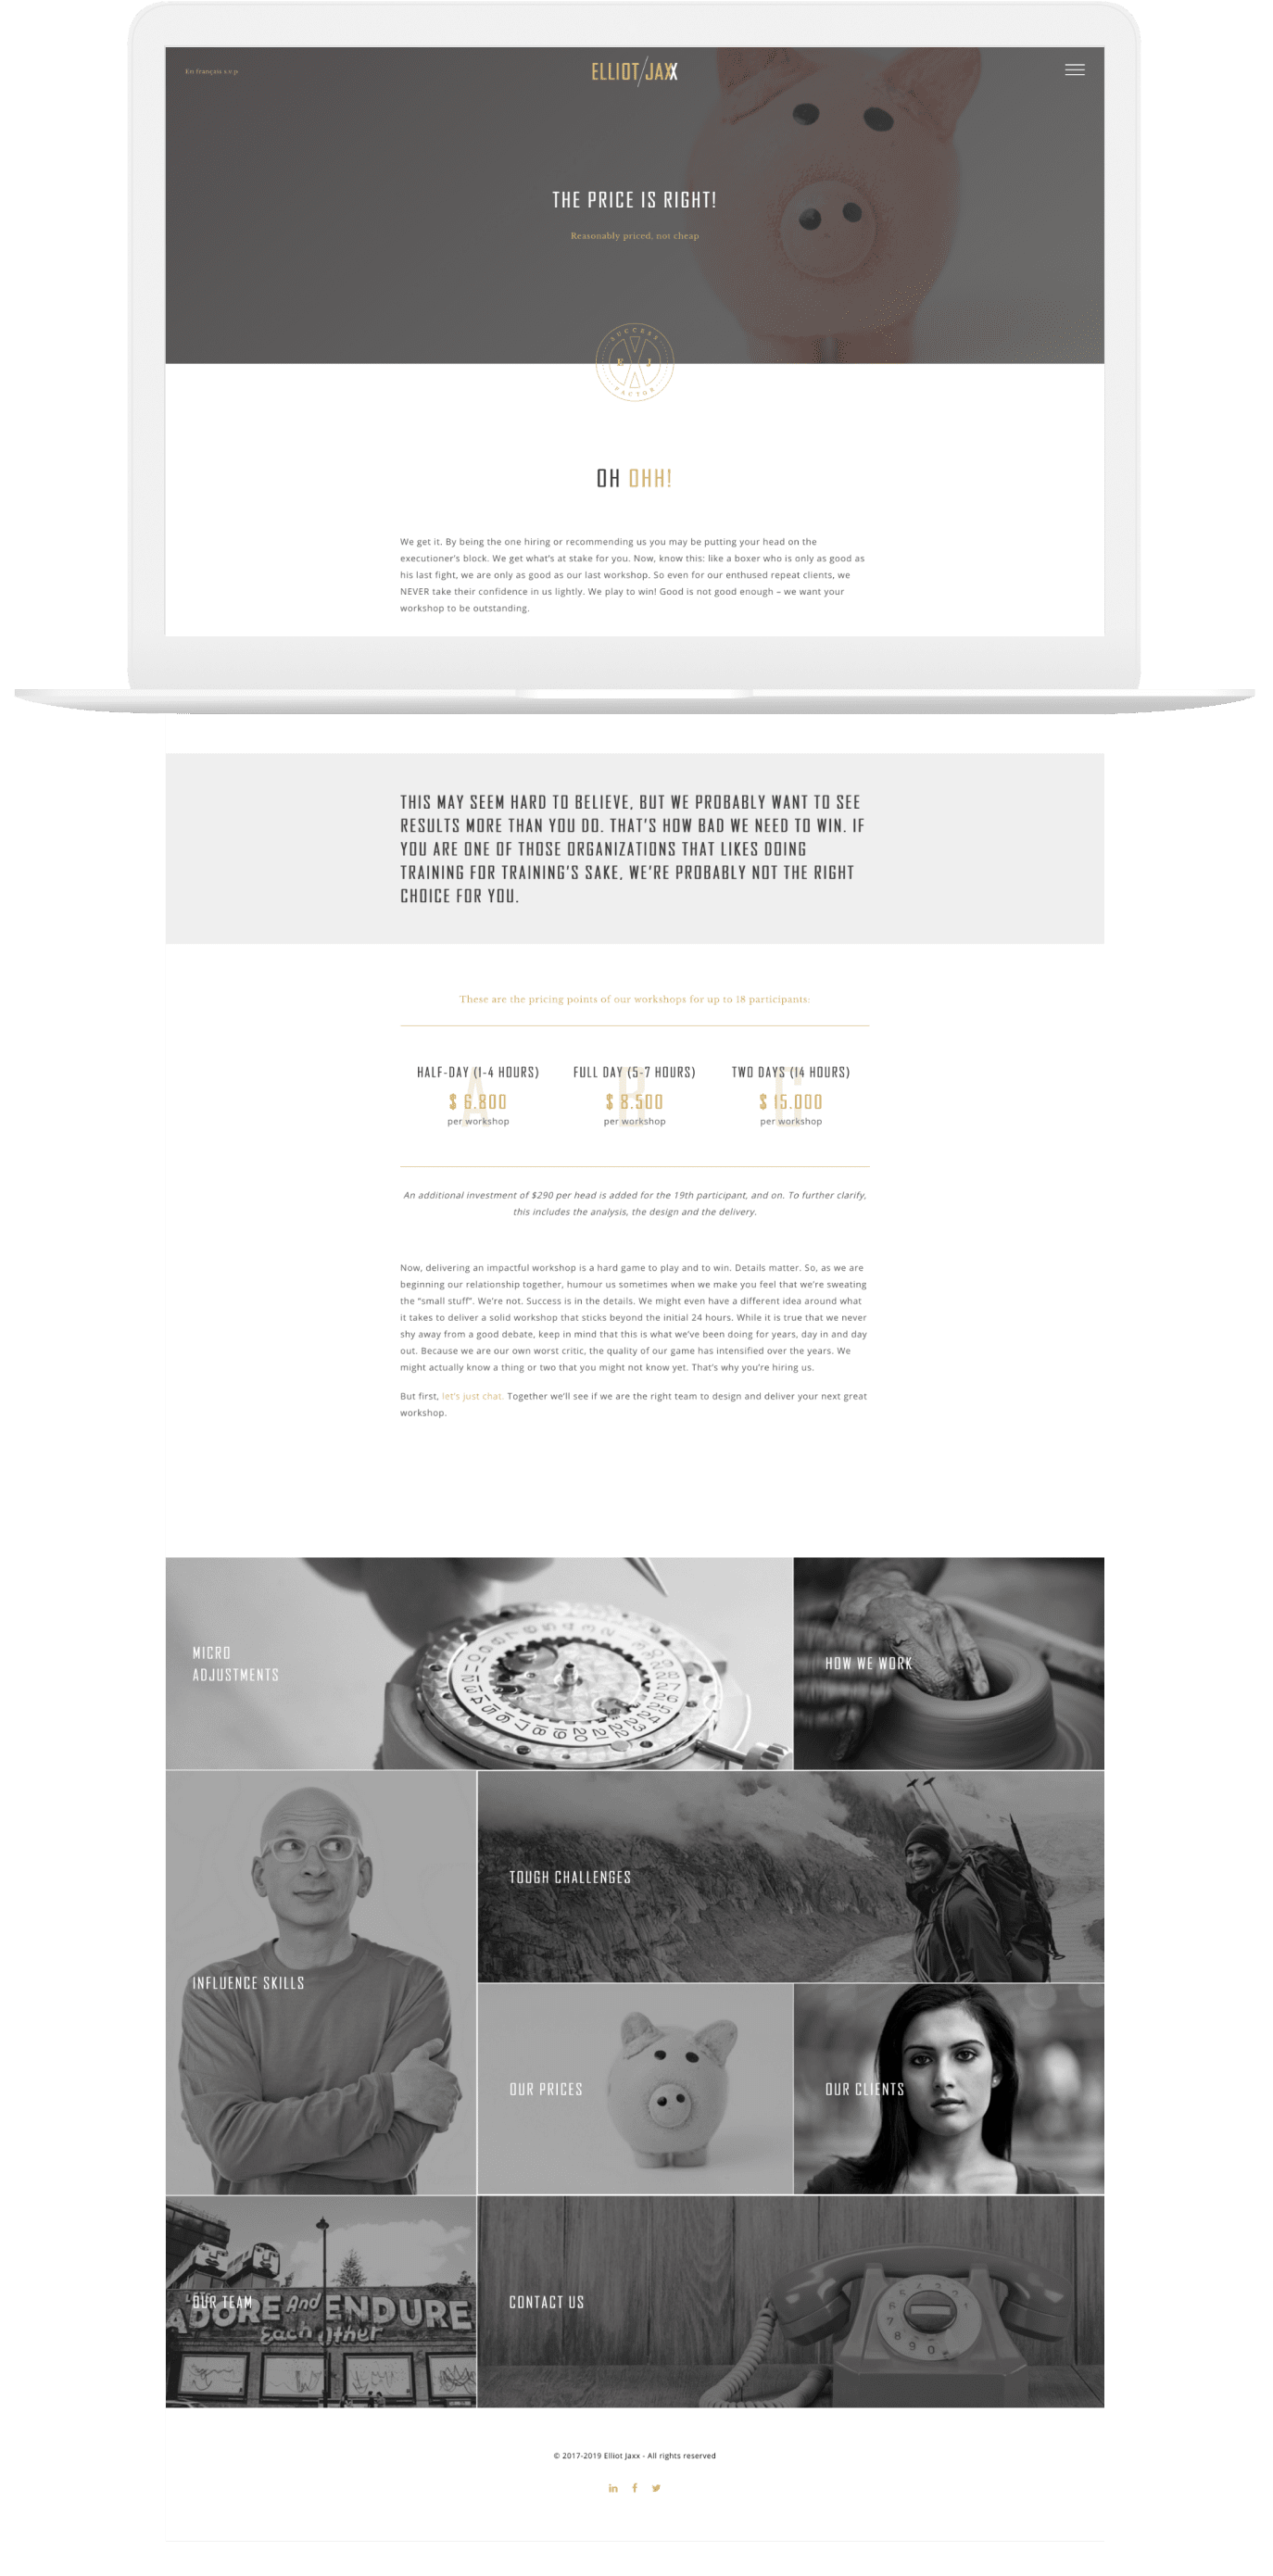 En français s.v.p
ELLIOT/JAXX
THE PRICE IS RIGHT!
Reasonably priced, not cheap
SUCCESS
E J
FACTOR
OH OHH!
We get it. By being the one hiring or recommending us you may be putting your head on the
executioner's block. We get what's at stake for you. Now, know this: like a boxer who is only as good as
his last fight, we are only as good as our last workshop. So even for our enthused repeat clients, we
NEVER take their confidence in us lightly. We play to win! Good is not good enough – we want your
workshop to be outstanding.
THIS MAY SEEM HARD TO BELIEVE, BUT WE PROBABLY WANT TO SEE
RESULTS MORE THAN YOU DO. THAT'S HOW BAD WE NEED TO WIN. IF
YOU ARE ONE OF THOSE ORGANIZATIONS THAT LIKES DOING
TRAINING FOR TRAINING'S SAKE, WE'RE PROBABLY NOT THE RIGHT
CHOICE FOR YOU.
These are the pricing points of our workshops for up to 18 participants:
A B C
HALF-DAY (1-4 HOURS) FULL DAY (5-7 HOURS) TWO DAYS (14 HOURS)
$ 6.800 $ 8.500 $ 15.000
per workshop per workshop per workshop
An additional investment of $290 per head is added for the 19th participant, and on. To further clarify,
this includes the analysis, the design and the delivery.
Now, delivering an impactful workshop is a hard game to play and to win. Details matter. So, as we are
beginning our relationship together, humour us sometimes when we make you feel that we're sweating
the "small stuff". We're not. Success is in the details. We might even have a different idea around what
it takes to deliver a solid workshop that sticks beyond the initial 24 hours. While it is true that we never
shy away from a good debate, keep in mind that this is what we've been doing for years, day in and day
out. Because we are our own worst critic, the quality of our game has intensified over the years. We
might actually know a thing or two that you might not know yet. That's why you're hiring us.
But first, let's just chat. Together we'll see if we are the right team to design and deliver your next great
workshop.
MICRO
ADJUSTMENTS
HOW WE WORK
TOUGH CHALLENGES
INFLUENCE SKILLS
OUR PRICES
OUR CLIENTS
OUR TEAM
ADORE And ENDURE
Each Other
CONTACT US
© 2017-2019 Elliot Jaxx - All rights reserved